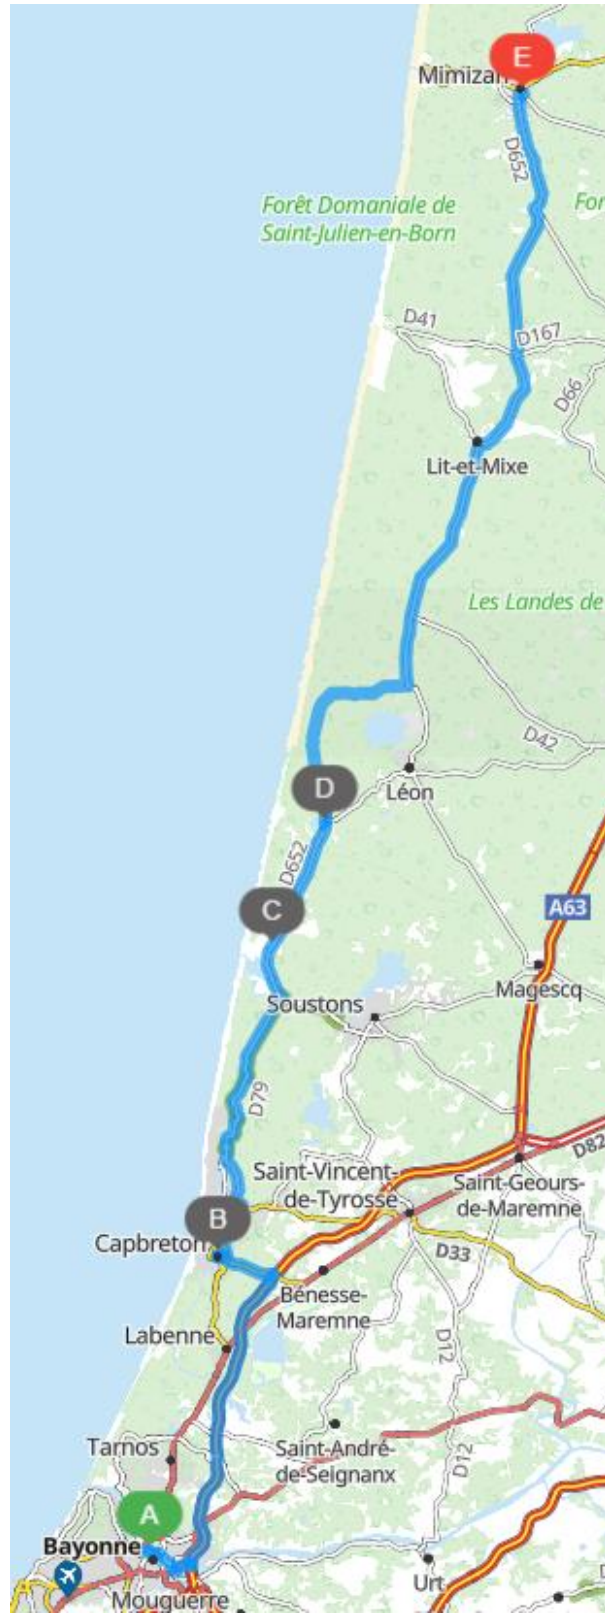 E
Mimizan
D652
Forêt Domaniale de
Saint-Julien-en-Born
For
D41
D167
D66
Lit-et-Mixe
Les Landes de
D42
D
Léon
D652
C
A63
Magescq
Soustons
D79
D82
Saint-Vincent-
de-Tyrosse
Saint-Geours-
de-Maremne
B
Capbreton
D33
Bénesse-
Maremne
Labenne
D12
Tarnos
Saint-André-
de-Seignanx
D12
A
Bayonne
Urt
Mouguerre